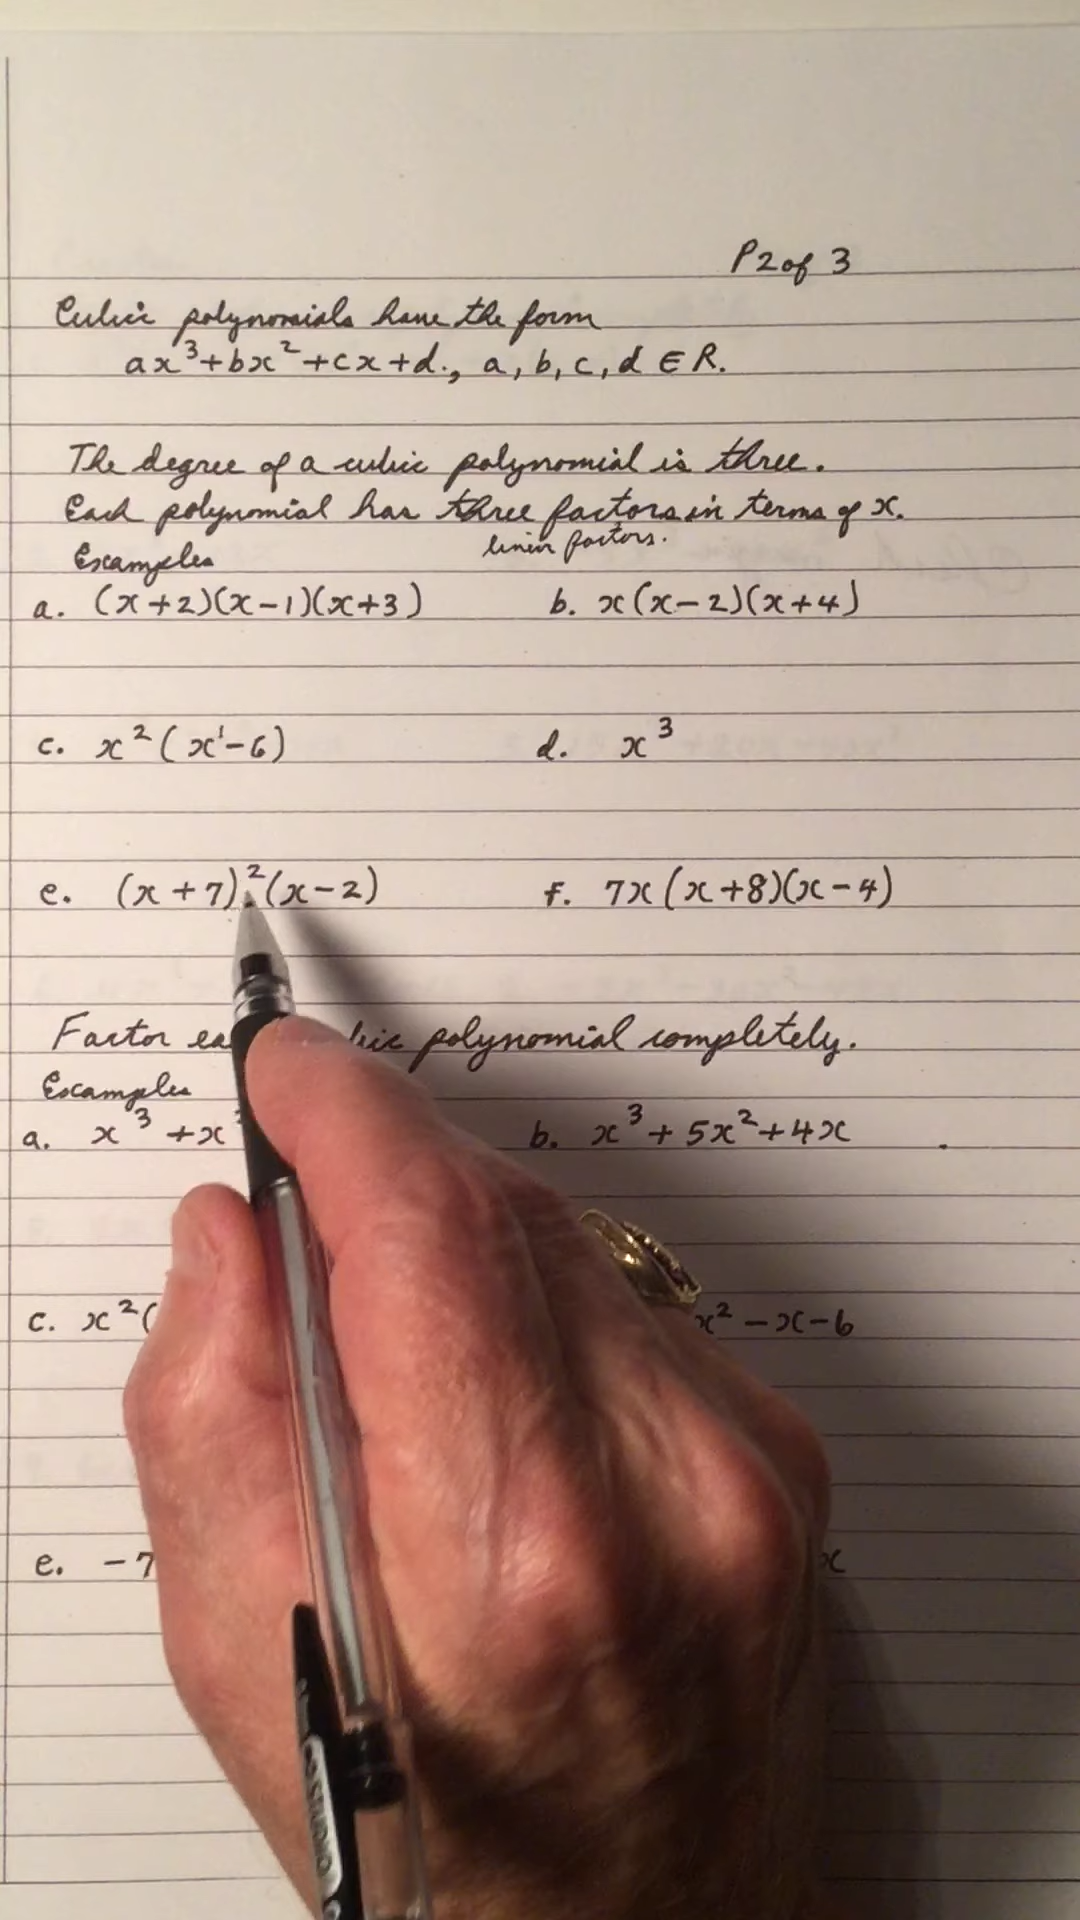 P2 of 3
Cubic polynomials have the form
ax³+bx²+cx+d., a, b, c, d ∈ R.
The degree of a cubic polynomial is three.
Each polynomial has three factors in terms of x.
linear factors.
Examples
a. (x+2)(x-1)(x+3) b. x(x-2)(x+4)
c. x²(x¹-6) d. x³
e. (x+7)²(x-2) f. 7x(x+8)(x-4)
Factor polynomial completely.
Examples
a. x³+x b. x³+5x²+4x
c. x²( x²-x-6
e. -7 x